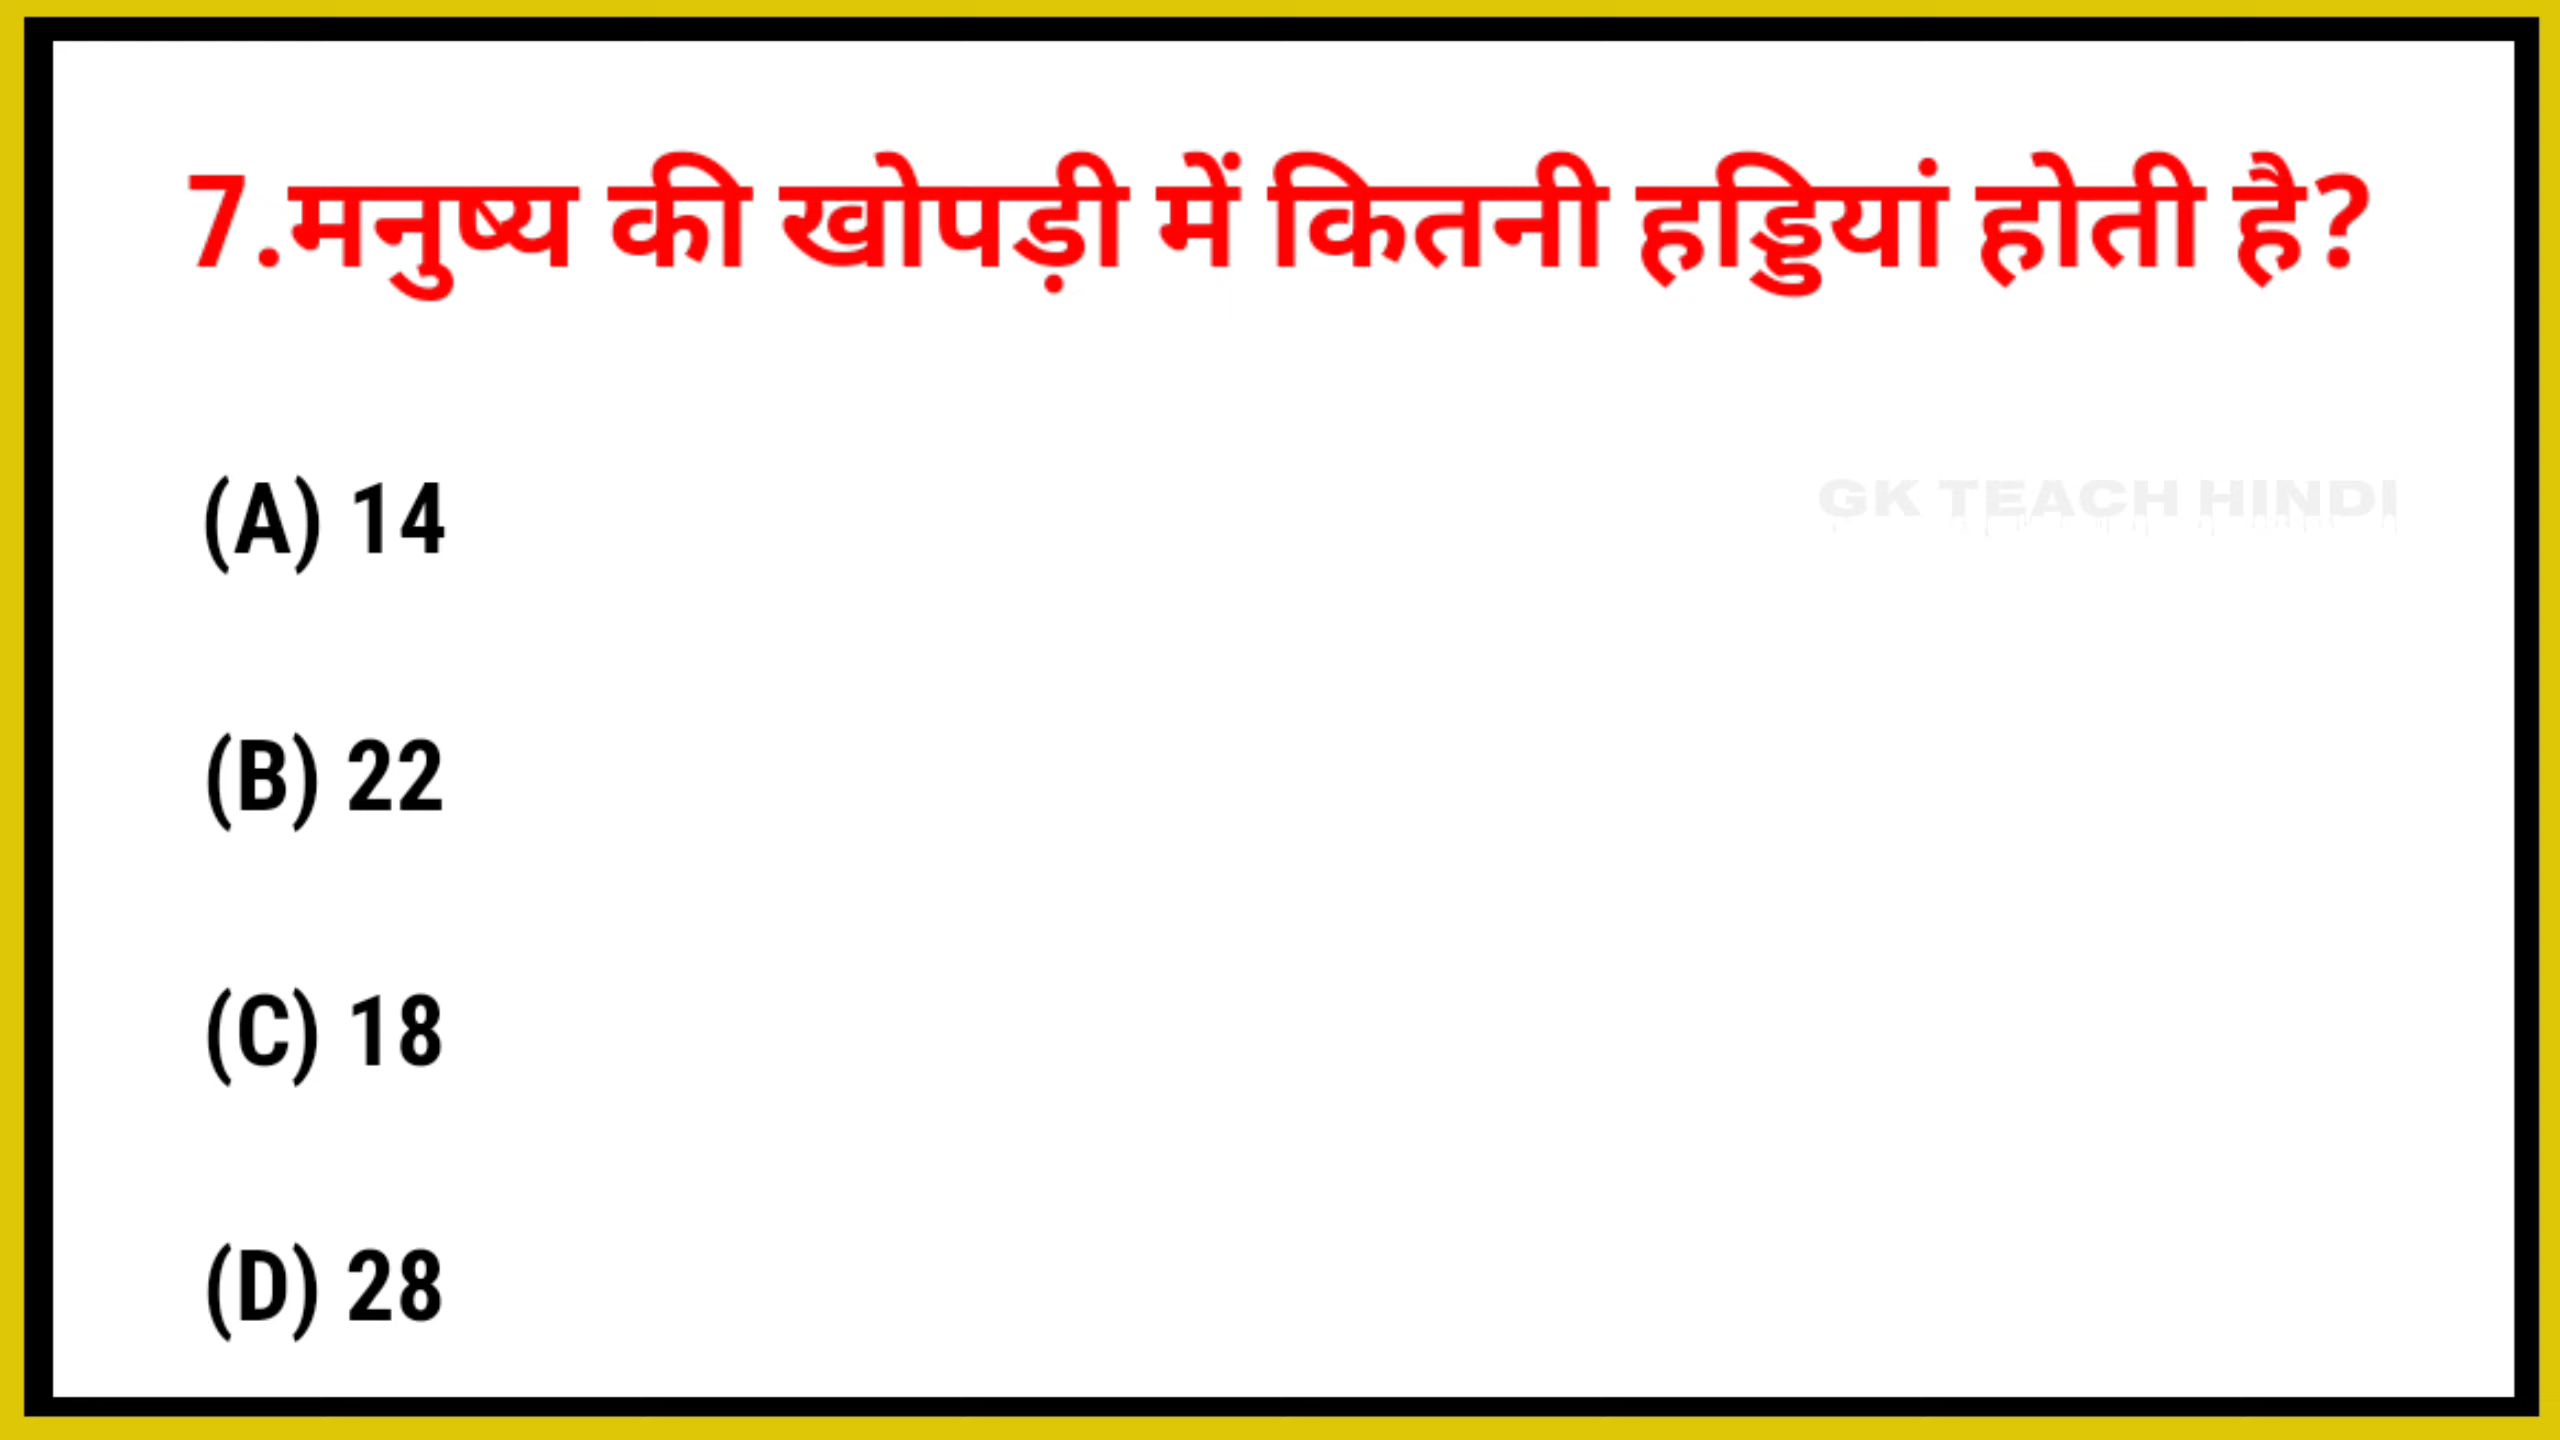 7.मनुष्य की खोपड़ी में कितनी हड्डियां होती है?
(A) 14
GK TEACH HINDI
(B) 22
(C) 18
(D) 28